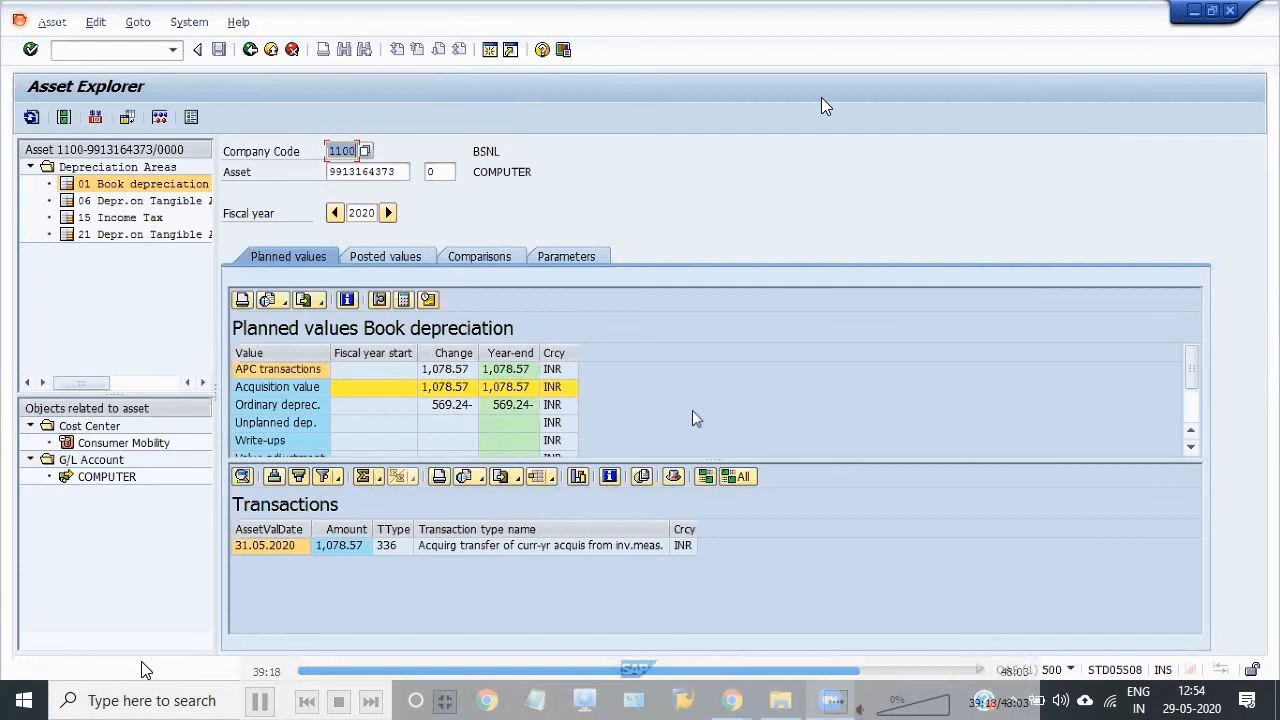 Asset Edit Goto System Help
Asset Explorer
Asset 1100-9913164373/0000
Depreciation Areas
01 Book depreciation
06 Depr.on Tangible A
15 Income Tax
21 Depr.on Tangible A
Company Code 1100 BSNL
Asset 9913164373 0 COMPUTER
Fiscal year 2020
Planned values Posted values Comparisons Parameters
Planned values Book depreciation
Value Fiscal year start Change Year-end Crcy
APC transactions 1,078.57 1,078.57 INR
Acquisition value 1,078.57 1,078.57 INR
Ordinary deprec. 569.24- 569.24- INR
Unplanned dep. INR
Write-ups INR
Objects related to asset
Cost Center
Consumer Mobility
G/L Account
COMPUTER
All
Transactions
AssetValDate Amount TType Transaction type name Crcy
31.05.2020 1,078.57 336 Acquirg transfer of curr-yr acquis from inv.meas. INR
39:18 SAP 500 STD05S08 INS
Type here to search
0%
ENG
IN
12:54
29-05-2020